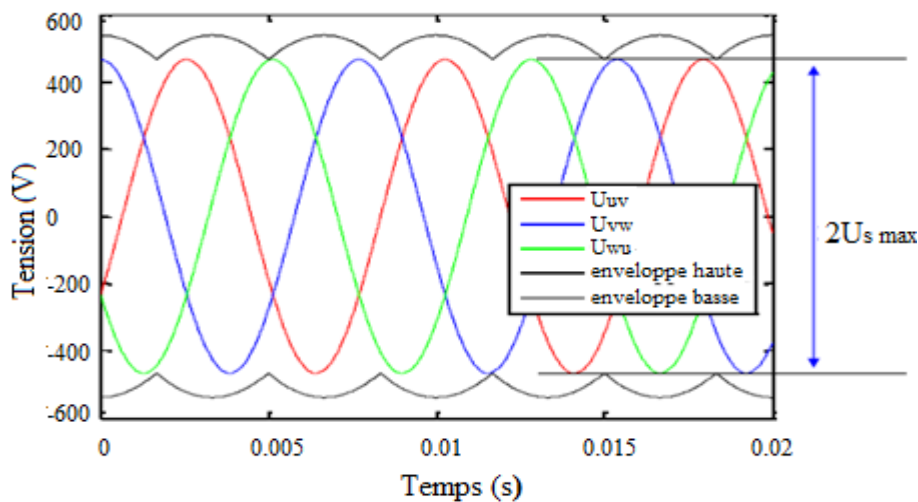 600
400
200
0
-200
-400
-600
Tension (V)
0
0.005
0.01
0.015
0.02
Temps (s)
Uuv
Uvw
Uwu
enveloppe haute
enveloppe basse
2Us max